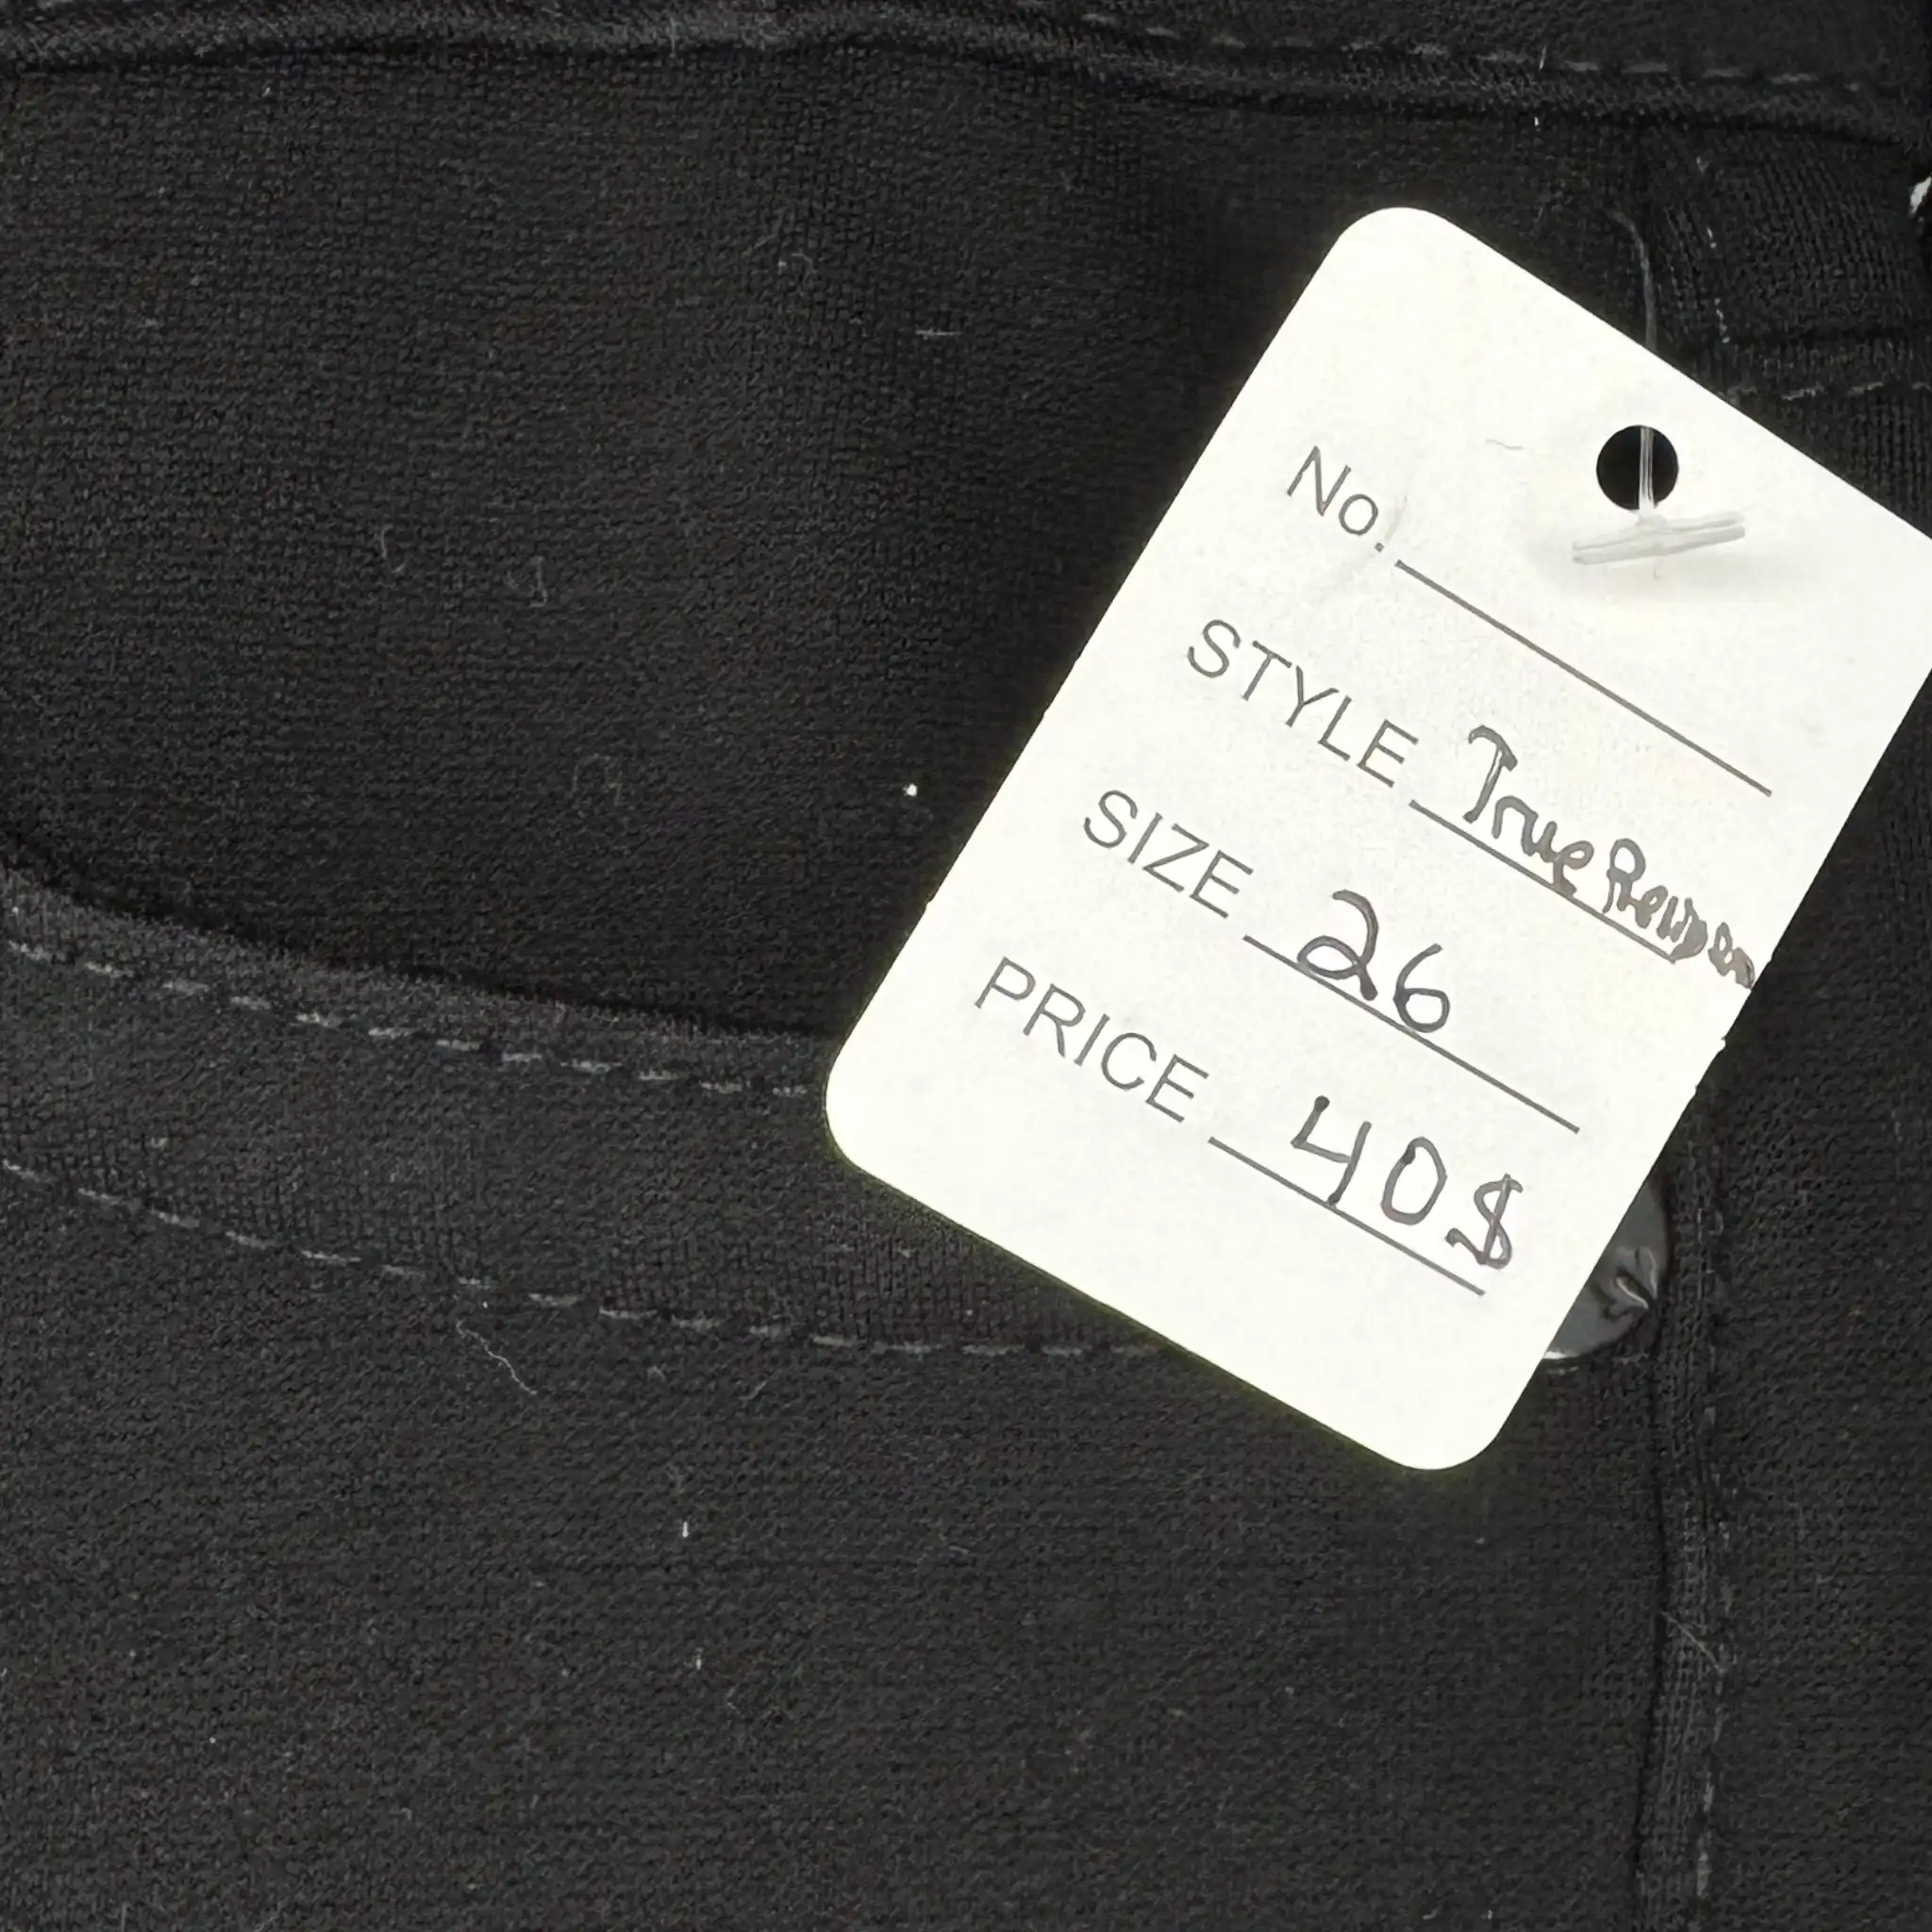 No.
STYLE True Religion
SIZE 26
PRICE 40$